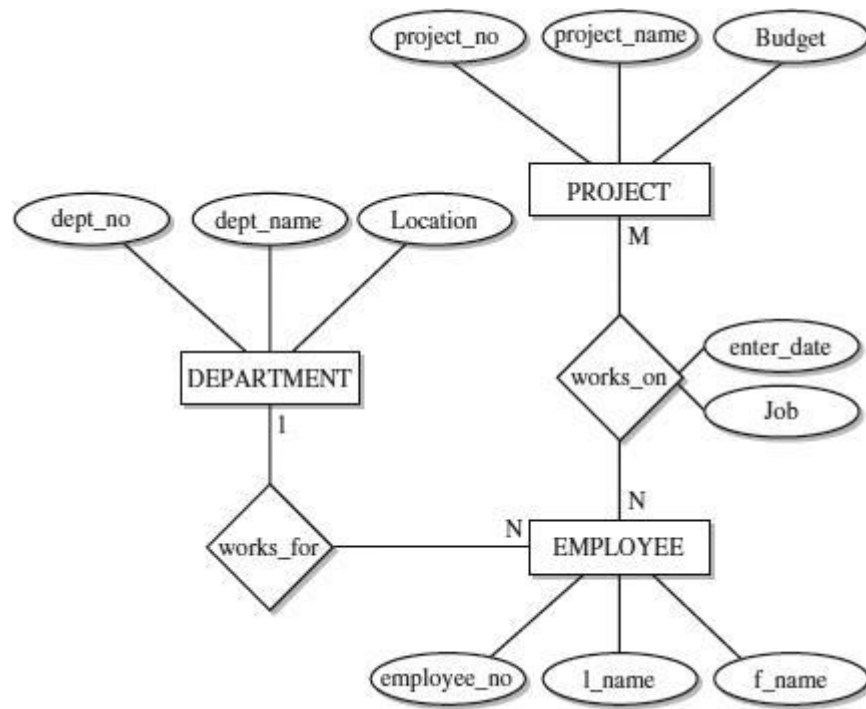 project_no
project_name
Budget
PROJECT
M
dept_no
dept_name
Location
DEPARTMENT
1
works_on
enter_date
Job
works_for
N
N
EMPLOYEE
employee_no
l_name
f_name